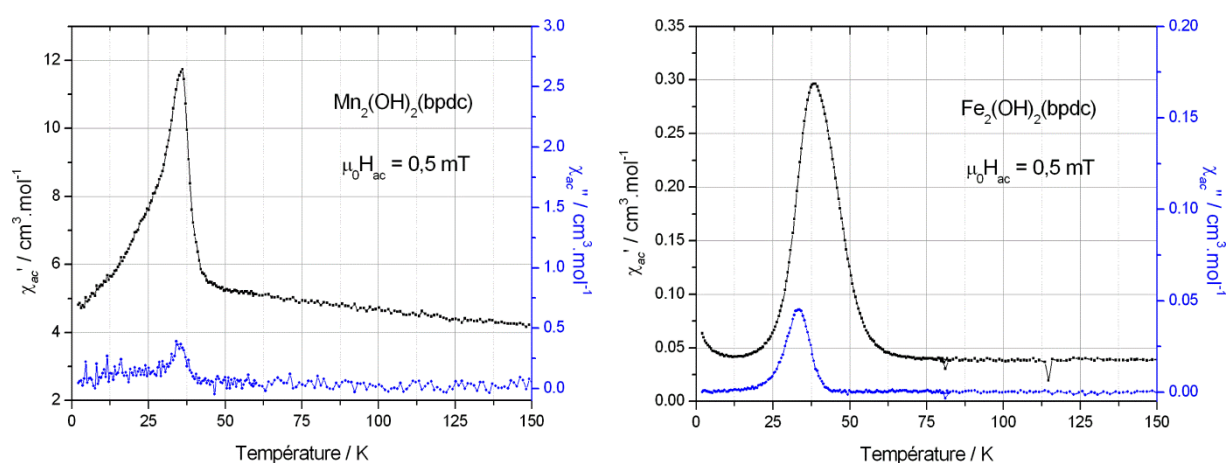 Mn2(OH)2(bpdc)
μ0Hac = 0,5 mT
χac' / cm3.mol-1
12
10
8
6
4
2
χac'' / cm3.mol-1
3.0
2.5
2.0
1.5
1.0
0.5
0.0
0 25 50 75 100 125 150
Température / K
Fe2(OH)2(bpdc)
μ0Hac = 0,5 mT
χac' / cm3.mol-1
0.35
0.30
0.25
0.20
0.15
0.10
0.05
0.00
χac'' / cm3.mol-1
0.20
0.15
0.10
0.05
0.00
0 25 50 75 100 125 150
Température / K